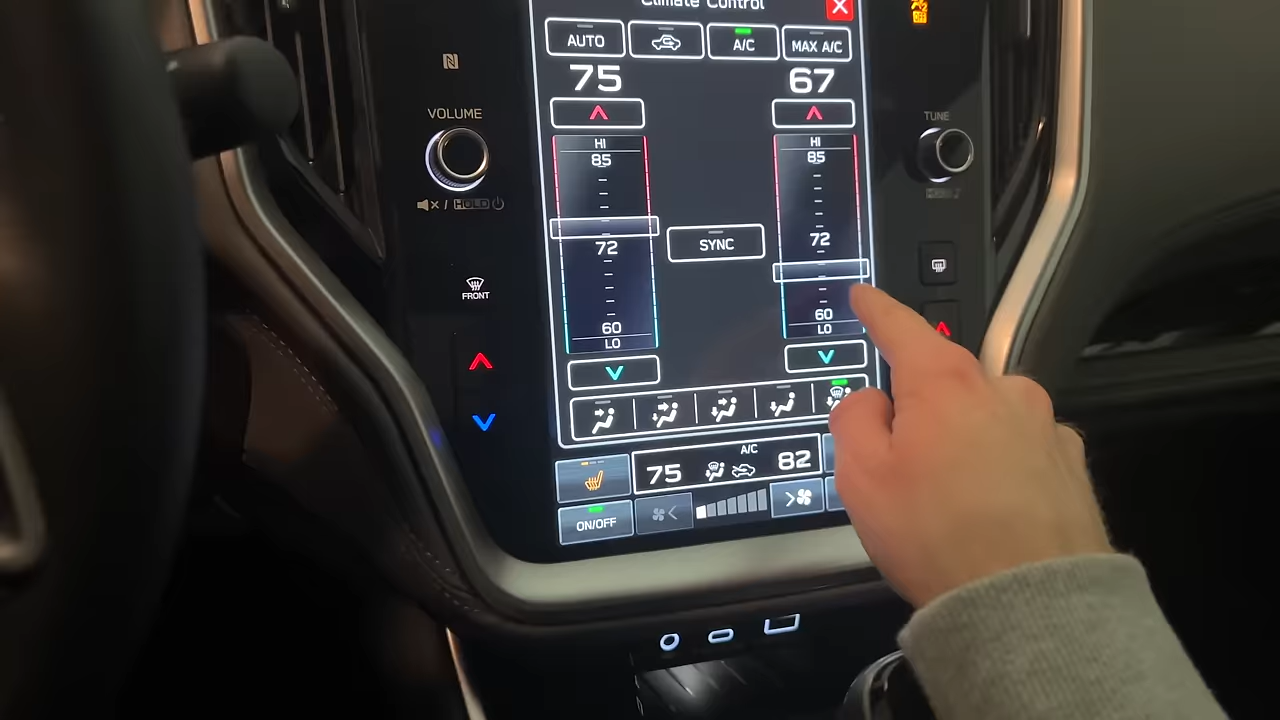 Climate Control
AUTO
A/C
MAX A/C
75
67
HI
85
72
60
LO
HI
85
72
60
LO
SYNC
VOLUME
HOLD
FRONT
TUNE
75
A/C
82
ON/OFF